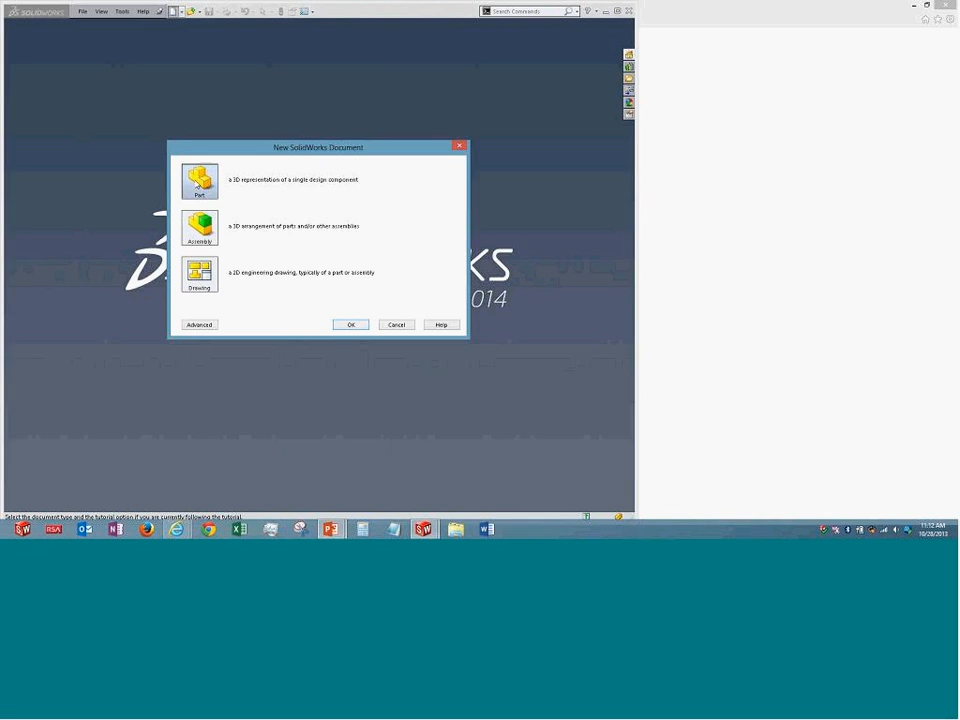 SOLIDWORKS File View Tools Help Search Commands
New SolidWorks Document
Part
a 3D representation of a single design component
Assembly
a 3D arrangement of parts and/or other assemblies
Drawing
a 2D engineering drawing, typically of a part or assembly
KS
2014
Advanced OK Cancel Help
Select the document type and the tutorial option if you are currently following the tutorial.
RSA
11:12 AM
10/28/2013